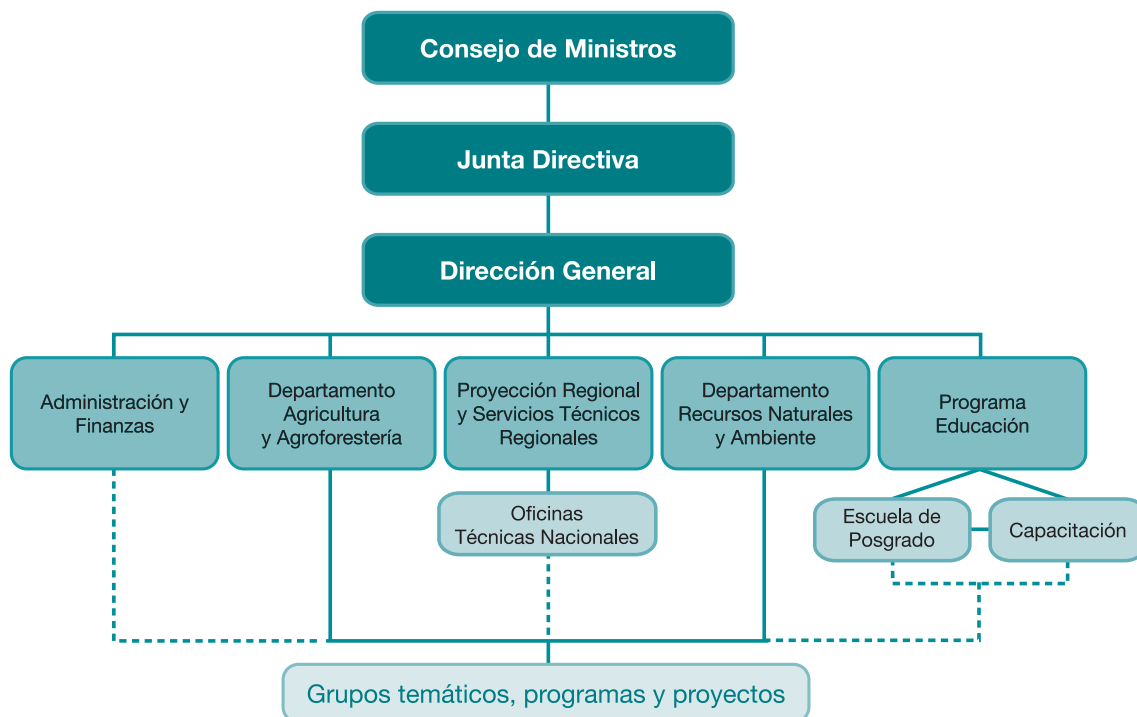 Consejo de Ministros
Junta Directiva
Dirección General
Administración y
Finanzas
Departamento
Agricultura
y Agroforestería
Proyección Regional
y Servicios Técnicos
Regionales
Departamento
Recursos Naturales
y Ambiente
Programa
Educación
Oficinas
Técnicas Nacionales
Escuela de
Posgrado
Capacitación
Grupos temáticos, programas y proyectos